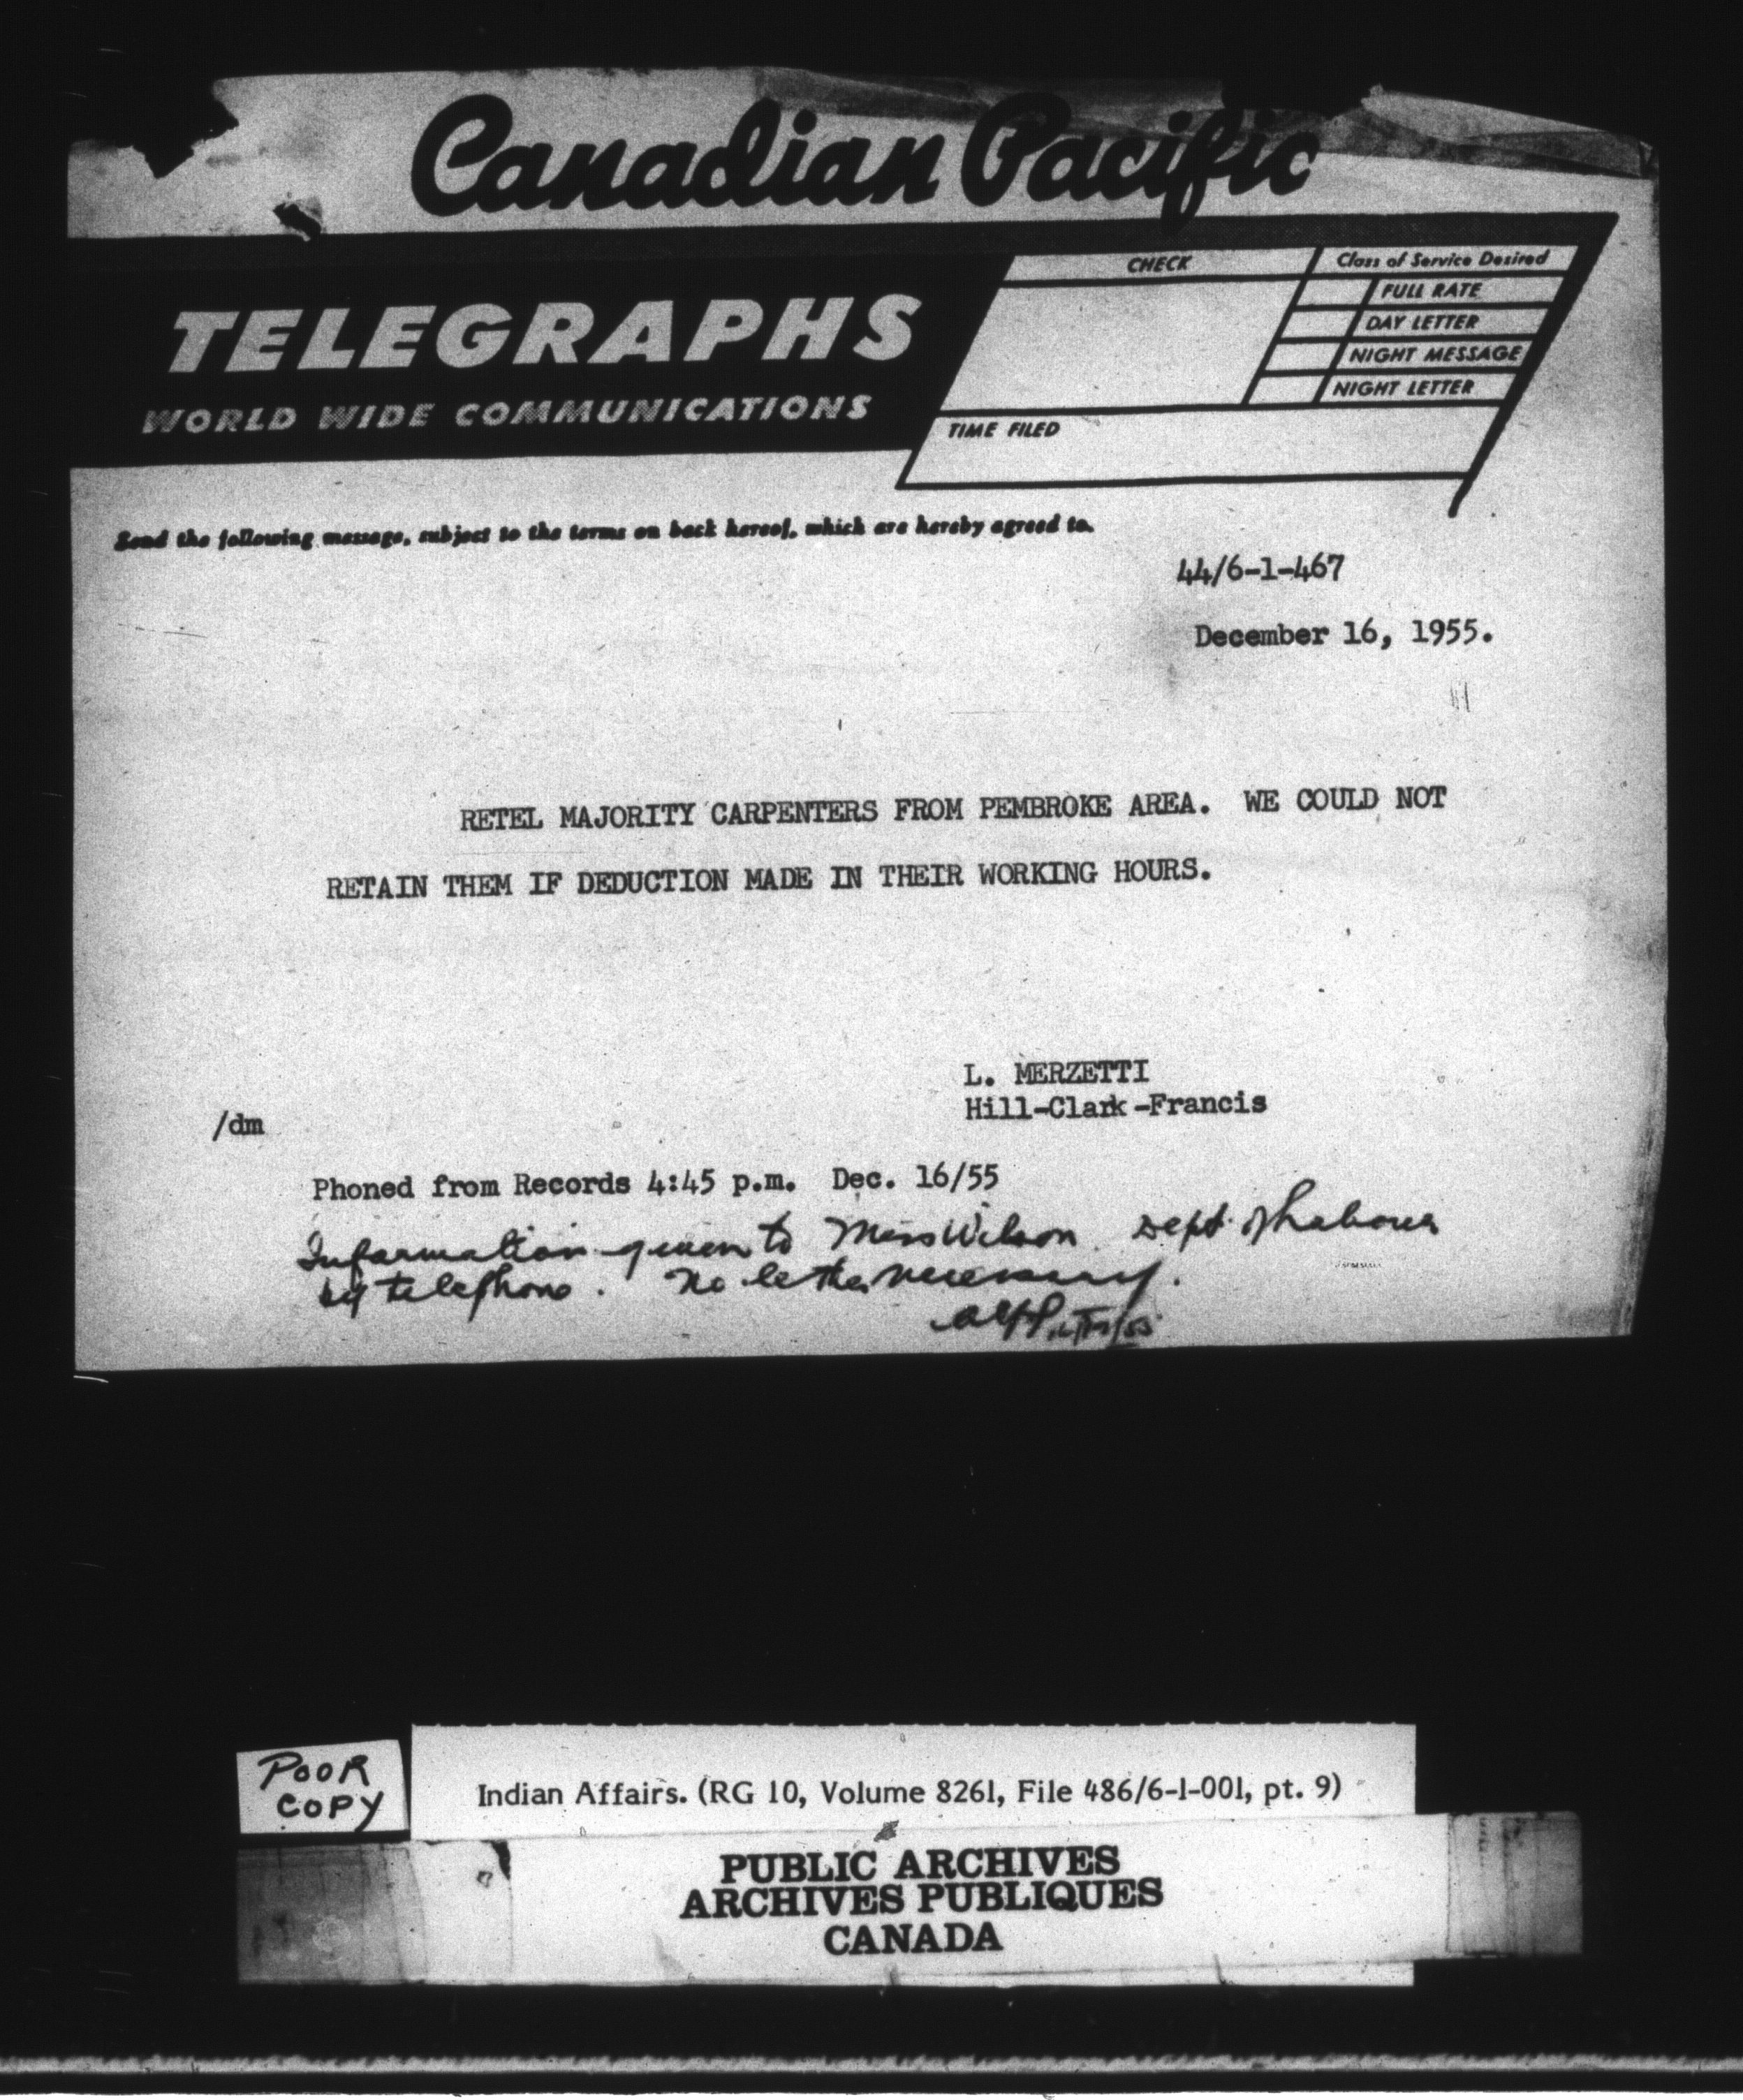 Canadian Pacific
TELEGRAPHS
WORLD WIDE COMMUNICATIONS
CHECK
Class of Service Desired
FULL RATE
DAY LETTER
NIGHT MESSAGE
NIGHT LETTER
TIME FILED
Send the following message, subject to the terms on back hereof, which are hereby agreed to.
44/6-1-467
December 16, 1955.
RETEL MAJORITY CARPENTERS FROM PEMBROKE AREA. WE COULD NOT
RETAIN THEM IF DEDUCTION MADE IN THEIR WORKING HOURS.
L. MERZETTI
Hill-Clark-Francis
/dm
Phoned from Records 4:45 p.m. Dec. 16/55
Information given to Miss Wilson Dept. of Labour
by telephone. No letter necessary.
POOR
COPY
Indian Affairs. (RG 10, Volume 8261, File 486/6-1-001, pt. 9)
PUBLIC ARCHIVES
ARCHIVES PUBLIQUES
CANADA